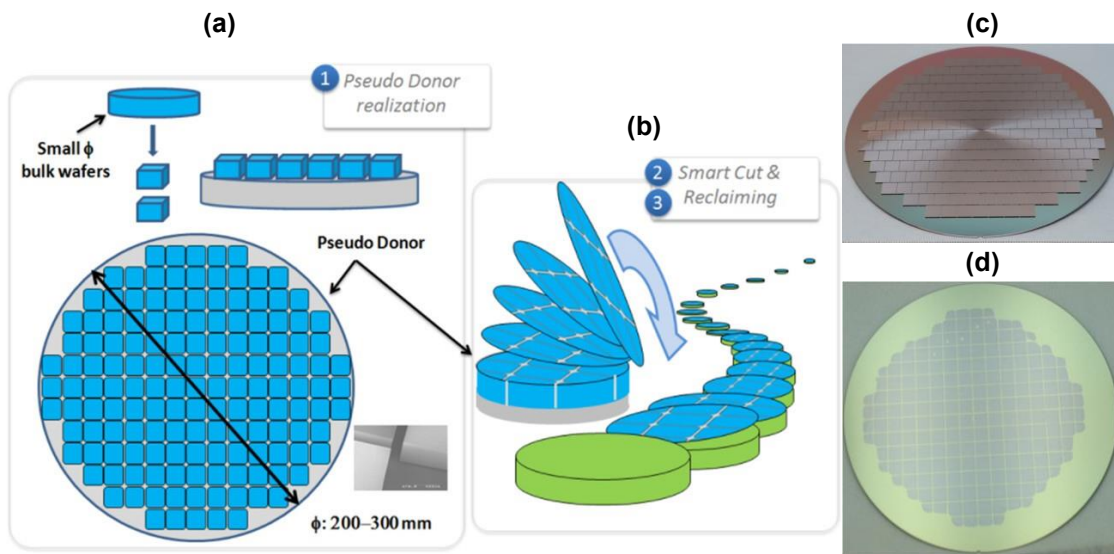 (a)
1 Pseudo Donor
realization
Small ϕ
bulk wafers
Pseudo Donor
ϕ: 200–300 mm
(b)
2 Smart Cut &
3 Reclaiming
(c)
(d)